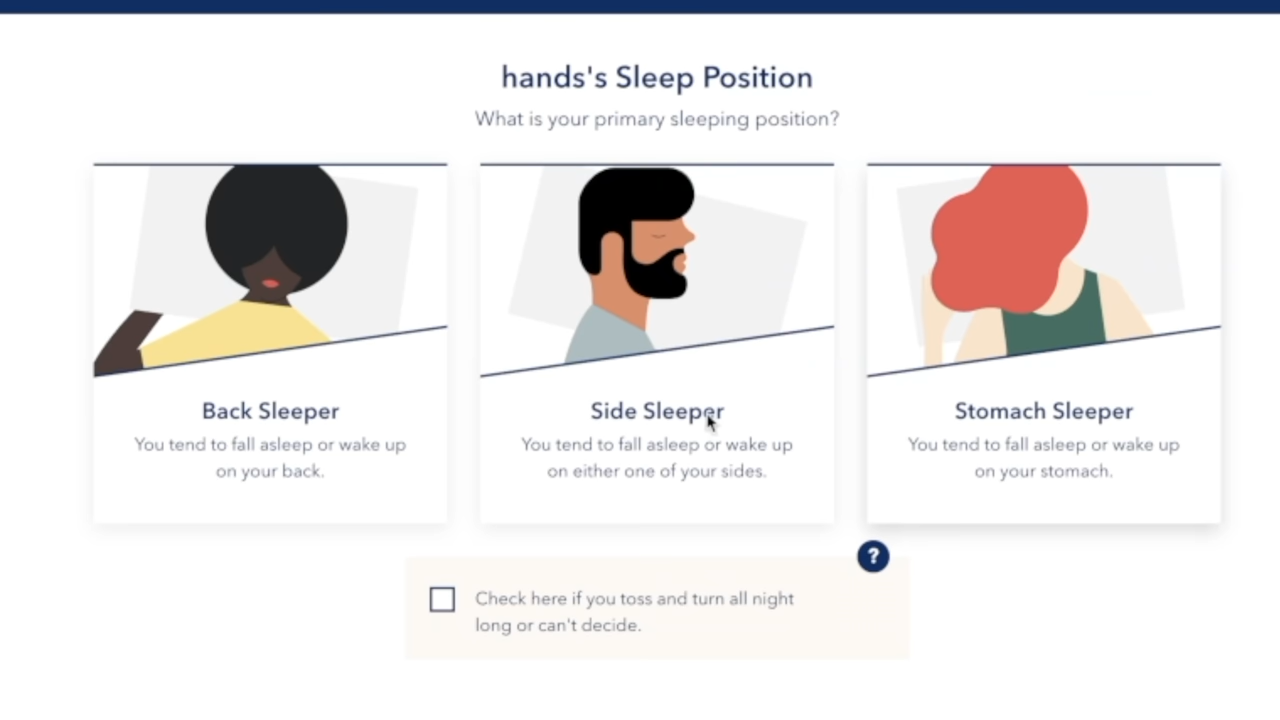 hands's Sleep Position
What is your primary sleeping position?
Back Sleeper
You tend to fall asleep or wake up
on your back.
Side Sleeper
You tend to fall asleep or wake up
on either one of your sides.
Stomach Sleeper
You tend to fall asleep or wake up
on your stomach.
?
Check here if you toss and turn all night
long or can't decide.